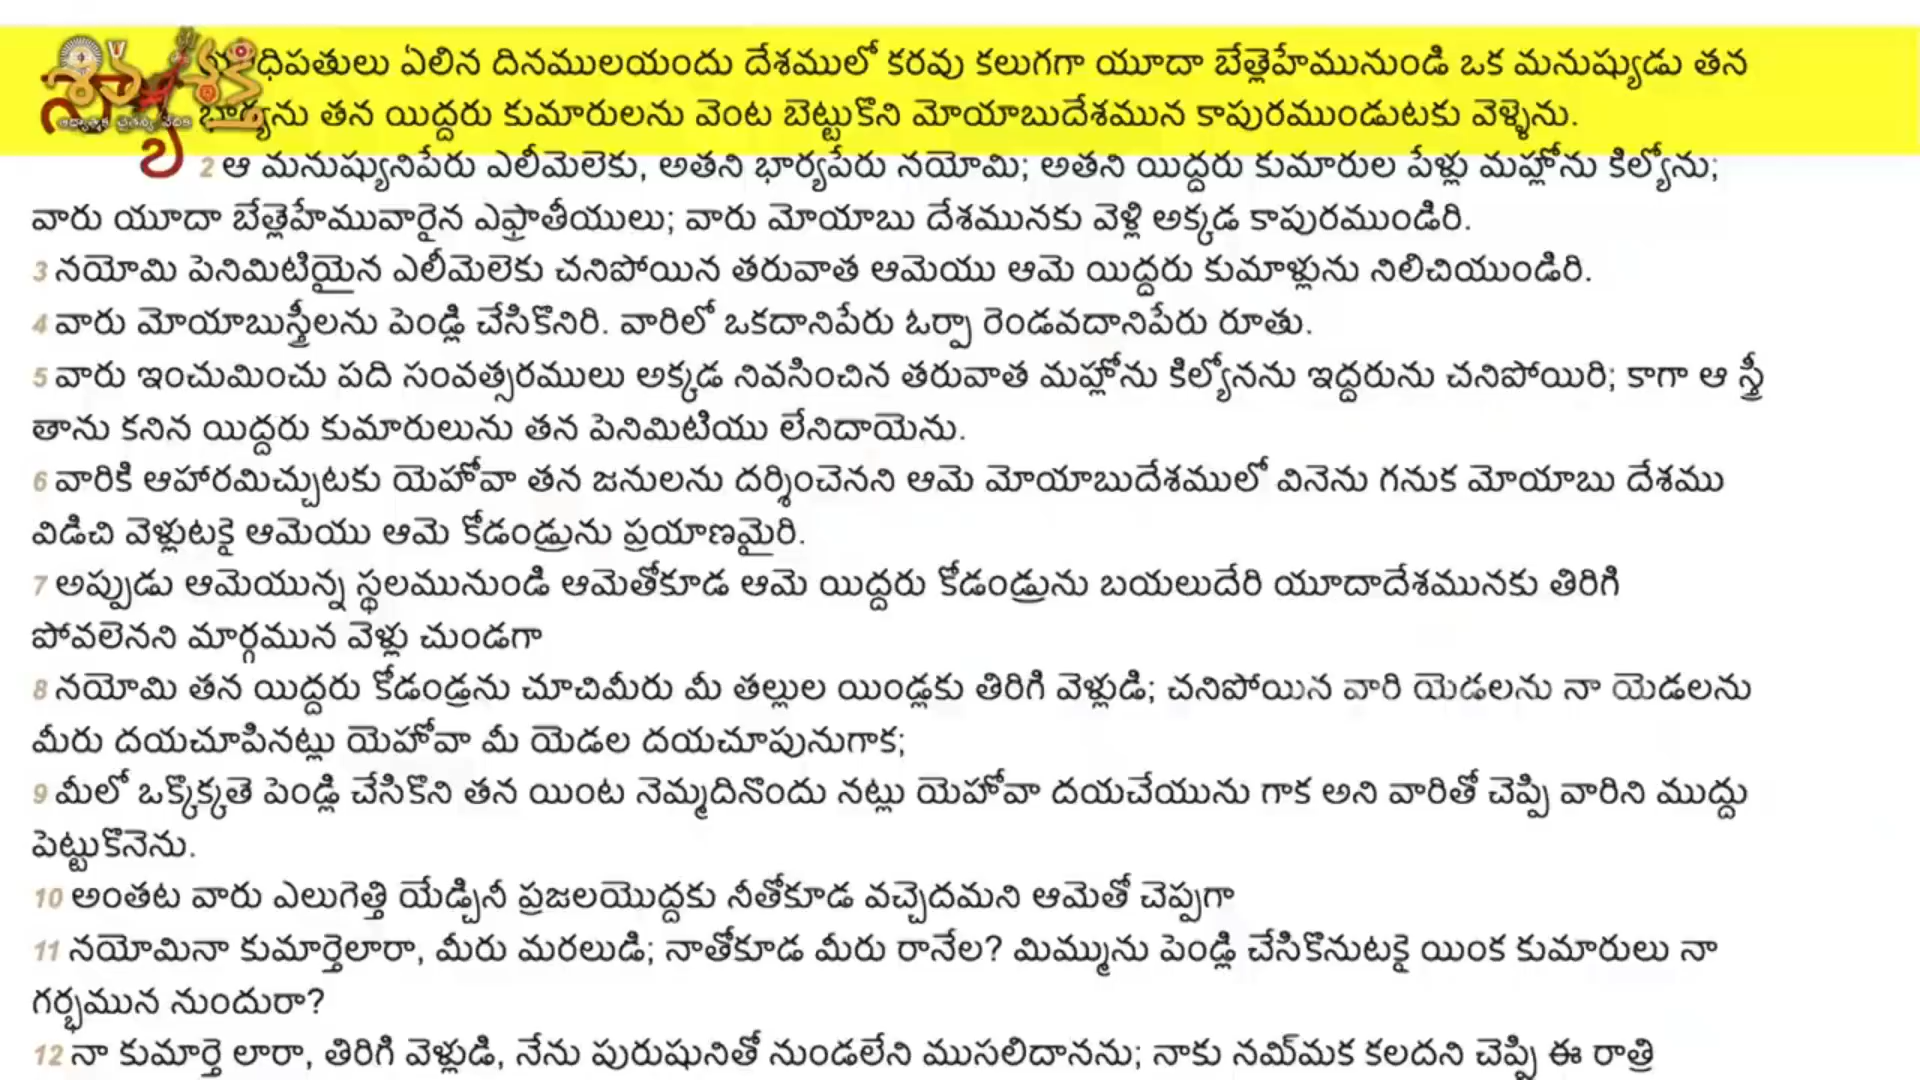 శివశక్తి
ఆధ్యాత్మిక చైతన్య వేదిక
ధిపతులు ఏలిన దినములయందు దేశములో కరవు కలుగగా యూదా బేత్లెహేమునుండి ఒక మనుష్యుడు తన
భార్యను తన యిద్దరు కుమారులను వెంట బెట్టుకొని మోయాబుదేశమున కాపురముండుటకు వెళ్ళెను.
2 ఆ మనుష్యునిపేరు ఎలీమెలెకు, అతని భార్యపేరు నయోమి; అతని యిద్దరు కుమారుల పేళ్లు మహ్లోను కిల్యోను;
వారు యూదా బేత్లెహేమువారైన ఎఫ్రాతీయులు; వారు మోయాబు దేశమునకు వెళ్లి అక్కడ కాపురముండిరి.
3 నయోమి పెనిమిటియైన ఎలీమెలెకు చనిపోయిన తరువాత ఆమెయు ఆమె యిద్దరు కుమాళ్లును నిలిచియుండిరి.
4 వారు మోయాబుస్త్రీలను పెండ్లి చేసికొనిరి. వారిలో ఒకదానిపేరు ఓర్పా రెండవదానిపేరు రూతు.
5 వారు ఇంచుమించు పది సంవత్సరములు అక్కడ నివసించిన తరువాత మహ్లోను కిల్యోనను ఇద్దరును చనిపోయిరి; కాగా ఆ స్త్రీ
తాను కనిన యిద్దరు కుమారులును తన పెనిమిటియు లేనిదాయెను.
6 వారికి ఆహారమిచ్చుటకు యెహోవా తన జనులను దర్శించెనని ఆమె మోయాబుదేశములో వినెను గనుక మోయాబు దేశము
విడిచి వెళ్లుటకై ఆమెయు ఆమె కోడండ్రును ప్రయాణమైరి.
7 అప్పుడు ఆమెయున్న స్థలమునుండి ఆమెతోకూడ ఆమె యిద్దరు కోడండ్రును బయలుదేరి యూదాదేశమునకు తిరిగి
పోవలెనని మార్గమున వెళ్లు చుండగా
8 నయోమి తన యిద్దరు కోడండ్రను చూచిమీరు మీ తల్లుల యిండ్లకు తిరిగి వెళ్లుడి; చనిపోయిన వారి యెడలను నా యెడలను
మీరు దయచూపినట్లు యెహోవా మీ యెడల దయచూపునుగాక;
9 మీలో ఒక్కొక్కతె పెండ్లి చేసికొని తన యింట నెమ్మదినొందు నట్లు యెహోవా దయచేయును గాక అని వారితో చెప్పి వారిని ముద్దు
పెట్టుకొనెను.
10 అంతట వారు ఎలుగెత్తి యేడ్చినీ ప్రజలయొద్దకు నీతోకూడ వచ్చెదమని ఆమెతో చెప్పగా
11 నయోమినా కుమార్తెలారా, మీరు మరలుడి; నాతోకూడ మీరు రానేల? మిమ్మును పెండ్లి చేసికొనుటకై యింక కుమారులు నా
గర్భమున నుందురా?
12 నా కుమార్తె లారా, తిరిగి వెళ్లుడి, నేను పురుషునితో నుండలేని ముసలిదానను; నాకు నమ్మిక కలదని చెప్పి ఈ రాత్రి